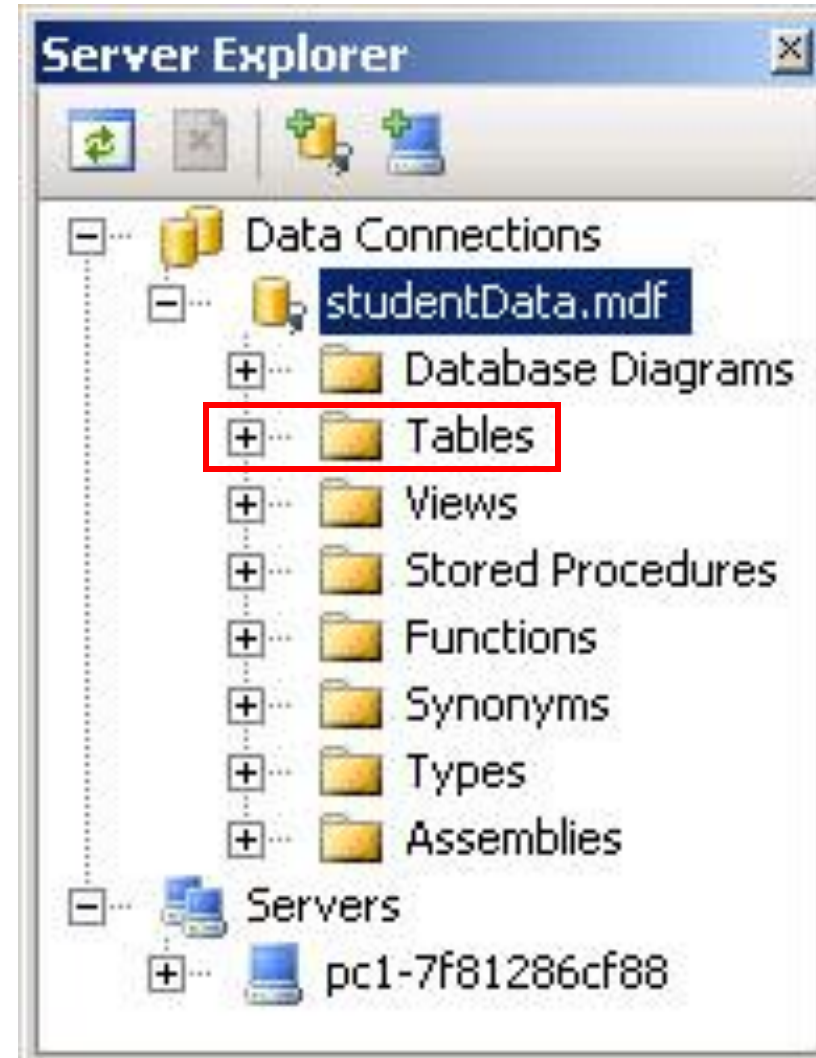 Server Explorer
Data Connections
studentData.mdf
Database Diagrams
Tables
Views
Stored Procedures
Functions
Synonyms
Types
Assemblies
Servers
pc1-7f81286cf88